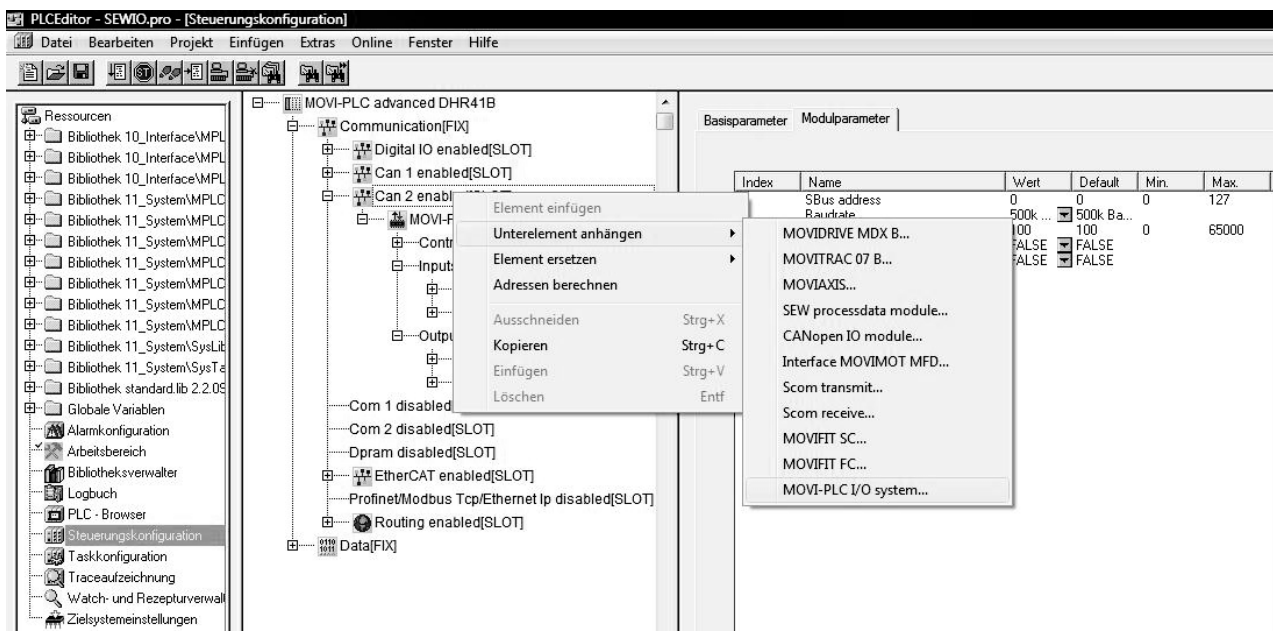 PLCEditor - SEWIO.pro - [Steuerungskonfiguration]
Datei Bearbeiten Projekt Einfügen Extras Online Fenster Hilfe
Ressourcen
Bibliothek 10_Interface\MPL
Bibliothek 10_Interface\MPL
Bibliothek 10_Interface\MPL
Bibliothek 11_System\MPLC
Bibliothek 11_System\MPLC
Bibliothek 11_System\MPLC
Bibliothek 11_System\MPLC
Bibliothek 11_System\MPLC
Bibliothek 11_System\MPLC
Bibliothek 11_System\MPLC
Bibliothek 11_System\SysLib
Bibliothek 11_System\SysTa
Bibliothek standard.lib 2.2.09
Globale Variablen
Alarmkonfiguration
Arbeitsbereich
Bibliotheksverwalter
Logbuch
PLC - Browser
Steuerungskonfiguration
Taskkonfiguration
Traceaufzeichnung
Watch- und Rezepturverwalt
Zielsystemeinstellungen
MOVI-PLC advanced DHR41B
Communication[FIX]
Digital IO enabled[SLOT]
Can 1 enabled[SLOT]
Can 2 enabl
MOVI-P
Contr
Inputs
Outpu
Com 1 disabled
Com 2 disabled[SLOT]
Dpram disabled[SLOT]
EtherCAT enabled[SLOT]
Profinet/Modbus Tcp/Ethernet Ip disabled[SLOT]
Routing enabled[SLOT]
Data[FIX]
Element einfügen
Unterelement anhängen
Element ersetzen
Adressen berechnen
Ausschneiden Strg+X
Kopieren Strg+C
Einfügen Strg+V
Löschen Entf
MOVIDRIVE MDX B...
MOVITRAC 07 B...
MOVIAXIS...
SEW processdata module...
CANopen IO module...
Interface MOVIMOT MFD...
Scom transmit...
Scom receive...
MOVIFIT SC...
MOVIFIT FC...
MOVI-PLC I/O system...
Basisparameter Modulparameter
Index Name Wert Default Min. Max.
SBus address 0 0 0 127
Baudrate 500k ... 500k Ba...
100 100 0 65000
FALSE FALSE
FALSE FALSE